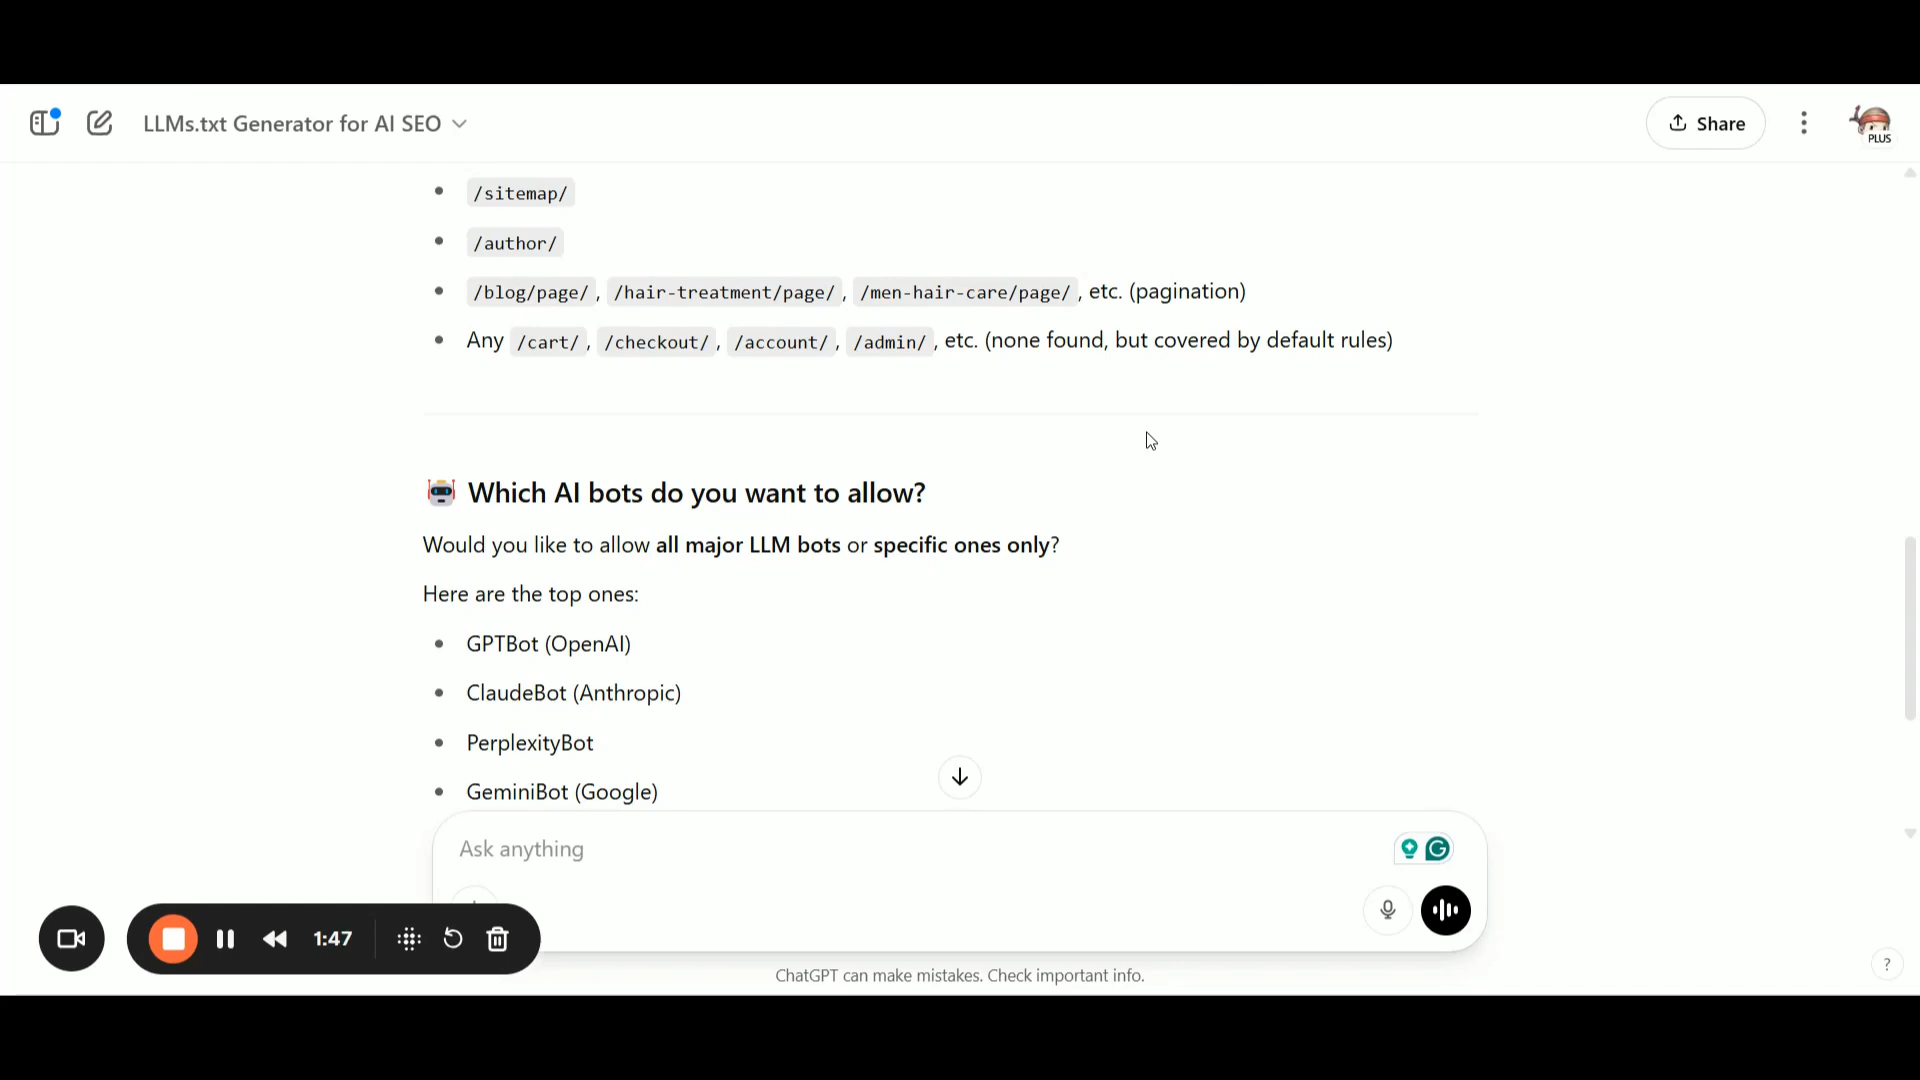 LLMs.txt Generator for AI SEO
Share
PLUS
/sitemap/
/author/
/blog/page/, /hair-treatment/page/, /men-hair-care/page/, etc. (pagination)
Any /cart/, /checkout/, /account/, /admin/, etc. (none found, but covered by default rules)
Which AI bots do you want to allow?
Would you like to allow all major LLM bots or specific ones only?
Here are the top ones:
GPTBot (OpenAI)
ClaudeBot (Anthropic)
PerplexityBot
GeminiBot (Google)
Ask anything
1:47
ChatGPT can make mistakes. Check important info.
?